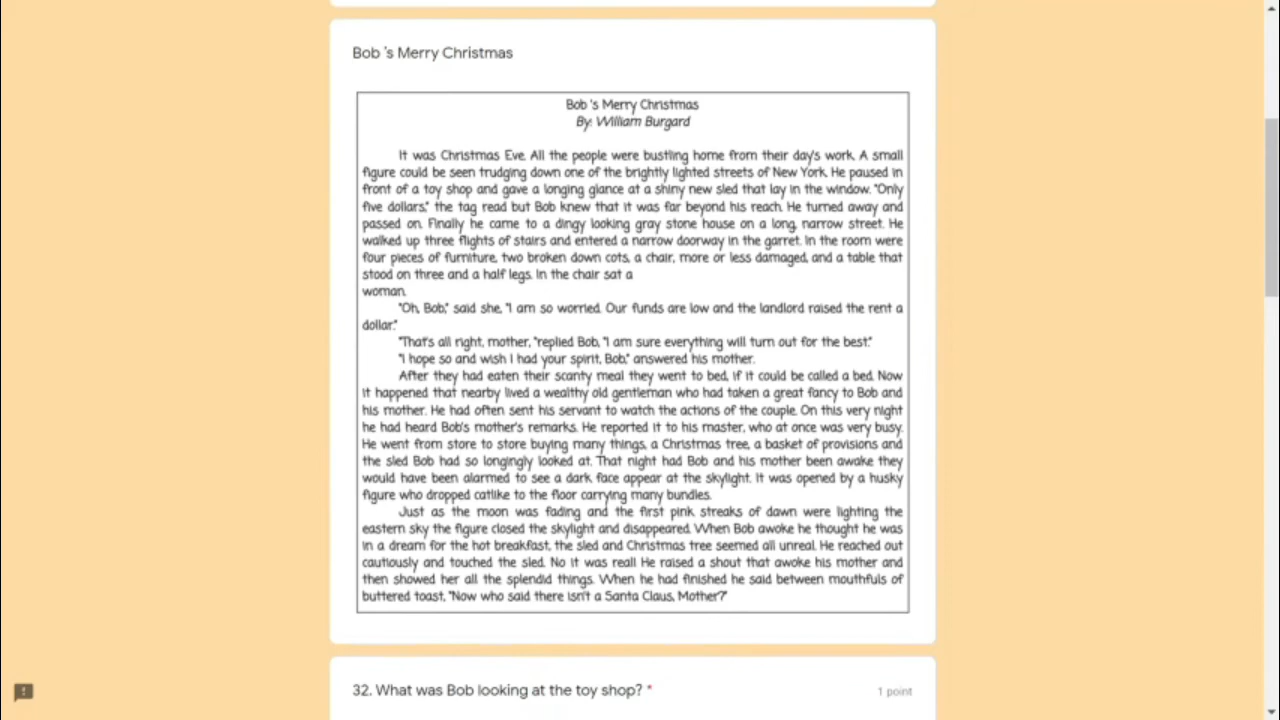 Bob 's Merry Christmas
Bob 's Merry Christmas
By: William Burgard
It was Christmas Eve. All the people were bustling home from their day's work. A small
figure could be seen trudging down one of the brightly lighted streets of New York. He paused in
front of a toy shop and gave a longing glance at a shiny new sled that lay in the window. "Only
five dollars," the tag read but Bob knew that it was far beyond his reach. He turned away and
passed on. Finally he came to a dingy looking gray stone house on a long, narrow street. He
walked up three flights of stairs and entered a narrow doorway in the garret. In the room were
four pieces of furniture, two broken down cots, a chair, more or less damaged, and a table that
stood on three and a half legs. In the chair sat a
woman.
"Oh, Bob," said she, "I am so worried. Our funds are low and the landlord raised the rent a
dollar."
"That's all right, mother, "replied Bob, "I am sure everything will turn out for the best."
"I hope so and wish I had your spirit, Bob," answered his mother.
After they had eaten their scanty meal they went to bed, if it could be called a bed. Now
it happened that nearby lived a wealthy old gentleman who had taken a great fancy to Bob and
his mother. He had often sent his servant to watch the actions of the couple. On this very night
he had heard Bob's mother's remarks. He reported it to his master, who at once was very busy.
He went from store to store buying many things, a Christmas tree, a basket of provisions and
the sled Bob had so longingly looked at. That night had Bob and his mother been awake they
would have been alarmed to see a dark face appear at the skylight. It was opened by a husky
figure who dropped catlike to the floor carrying many bundles.
Just as the moon was fading and the first pink streaks of dawn were lighting the
eastern sky the figure closed the skylight and disappeared. When Bob awoke he thought he was
in a dream for the hot breakfast, the sled and Christmas tree seemed all unreal. He reached out
cautiously and touched the sled. No it was real! He raised a shout that awoke his mother and
then showed her all the splendid things. When he had finished he said between mouthfuls of
buttered toast, "Now who said there isn't a Santa Claus, Mother?"
32. What was Bob looking at the toy shop? *
1 point